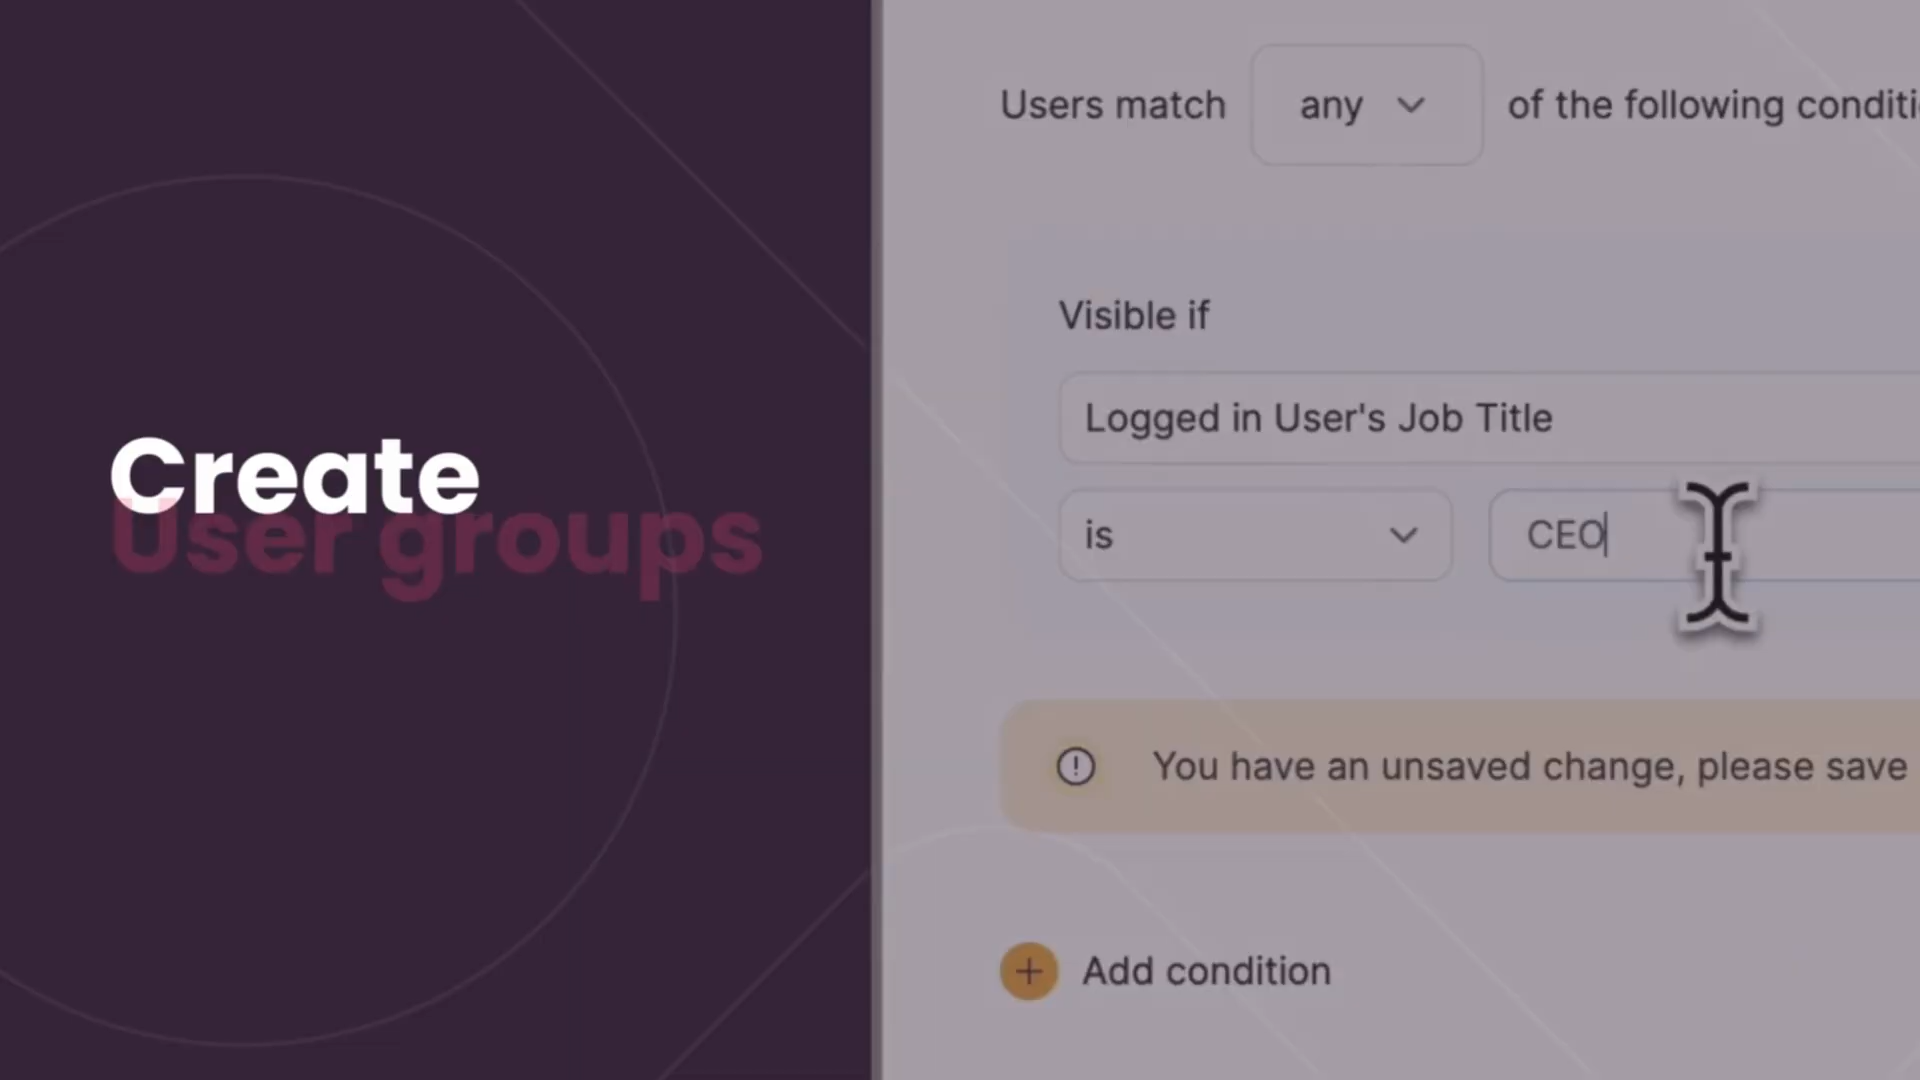 Create
User groups
Users match any of the following conditi
Visible if
Logged in User's Job Title
is CEO
You have an unsaved change, please save
Add condition